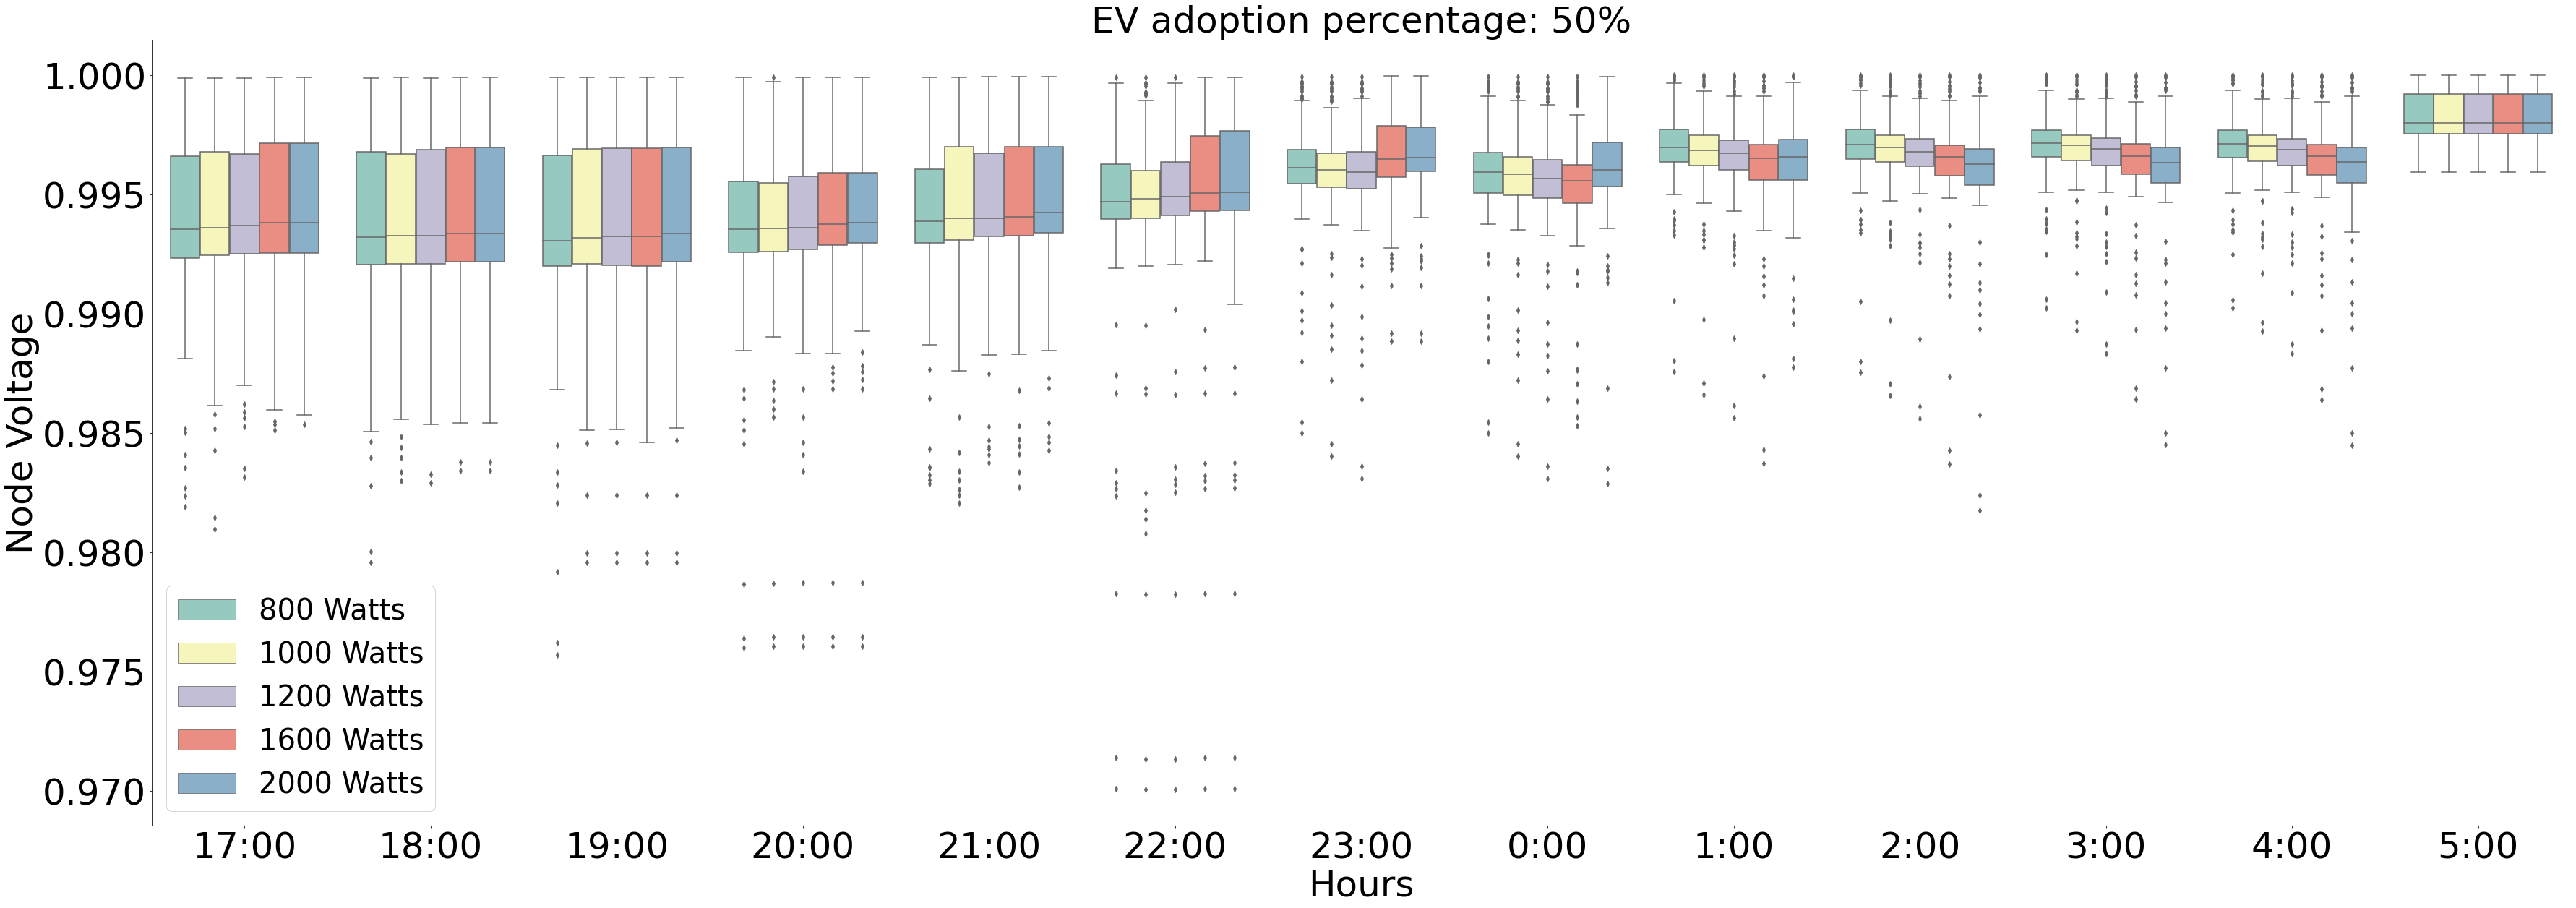 EV adoption percentage: 50%
1.000
0.995
0.990
0.985
0.980
0.975
0.970
Node Voltage
800 Watts
1000 Watts
1200 Watts
1600 Watts
2000 Watts
17:00 18:00 19:00 20:00 21:00 22:00 23:00 0:00 1:00 2:00 3:00 4:00 5:00
Hours